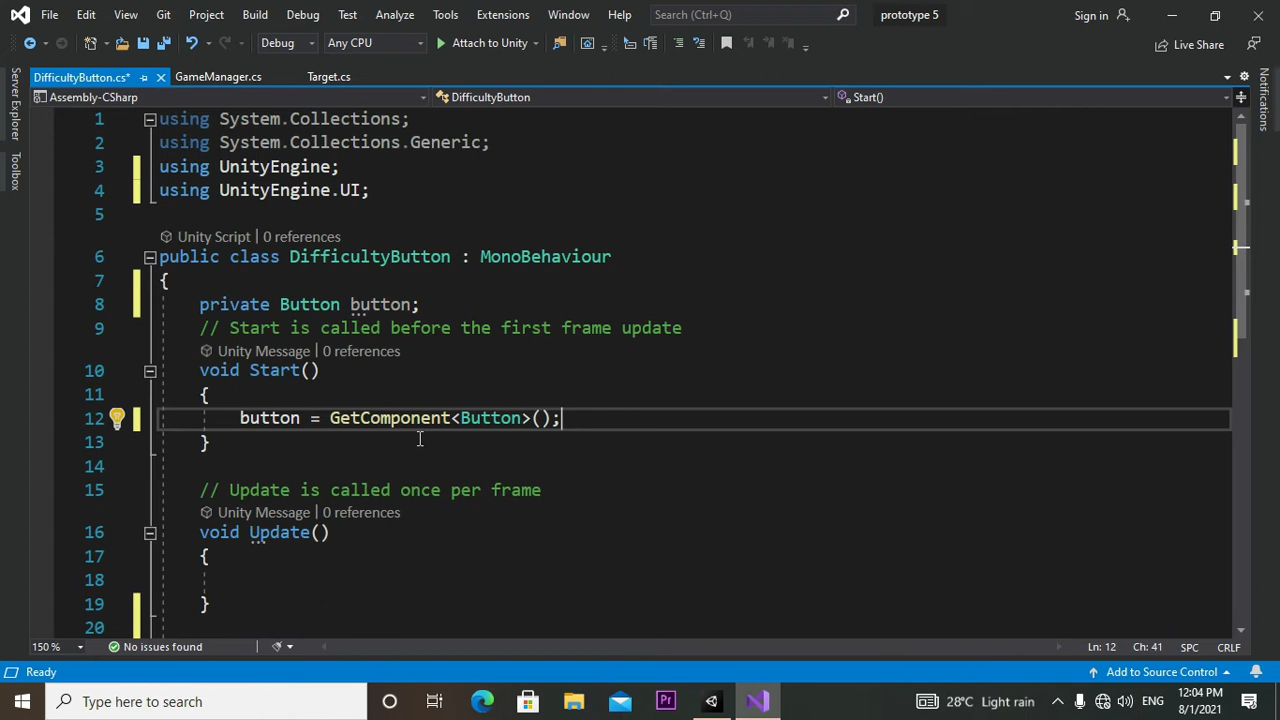 File Edit View Git Project Build Debug Test Analyze Tools Extensions Window Help Search (Ctrl+Q) prototype 5 Sign in
Debug Any CPU Attach to Unity Live Share
DifficultyButton.cs* GameManager.cs Target.cs
Assembly-CSharp DifficultyButton Start()
Server Explorer
Toolbox
Notifications
1 using System.Collections;
2 using System.Collections.Generic;
3 using UnityEngine;
4 using UnityEngine.UI;
5
Unity Script | 0 references
6 public class DifficultyButton : MonoBehaviour
7 {
8 private Button button;
9 // Start is called before the first frame update
Unity Message | 0 references
10 void Start()
11 {
12 button = GetComponent<Button>();
13 }
14
15 // Update is called once per frame
Unity Message | 0 references
16 void Update()
17 {
18
19 }
20
150 % No issues found Ln: 12 Ch: 41 SPC CRLF
Ready Add to Source Control
Type here to search Pr 28°C Light rain ENG 12:04 PM
8/1/2021